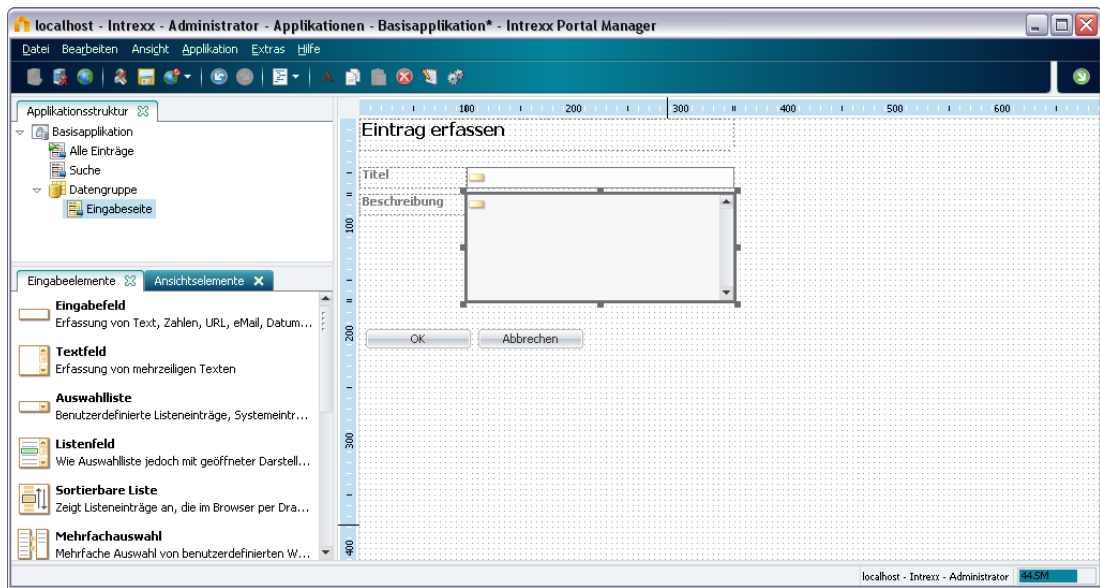 localhost - Intrexx - Administrator - Applikationen - Basisapplikation* - Intrexx Portal Manager
Datei Bearbeiten Ansicht Applikation Extras Hilfe
Applikationsstruktur
Basisapplikation
Alle Einträge
Suche
Datengruppe
Eingabeseite
Eingabeelemente Ansichtselemente
Eingabefeld
Erfassung von Text, Zahlen, URL, eMail, Datum...
Textfeld
Erfassung von mehrzeiligen Texten
Auswahlliste
Benutzerdefinierte Listeneinträge, Systemeintr...
Listenfeld
Wie Auswahlliste jedoch mit geöffneter Darstell...
Sortierbare Liste
Zeigt Listeneinträge an, die im Browser per Dra...
Mehrfachauswahl
Mehrfache Auswahl von benutzerdefinierten W...
100 200 300 400 500 600
100
200
300
400
Eintrag erfassen
Titel
Beschreibung
OK Abbrechen
localhost - Intrexx - Administrator 44.5M